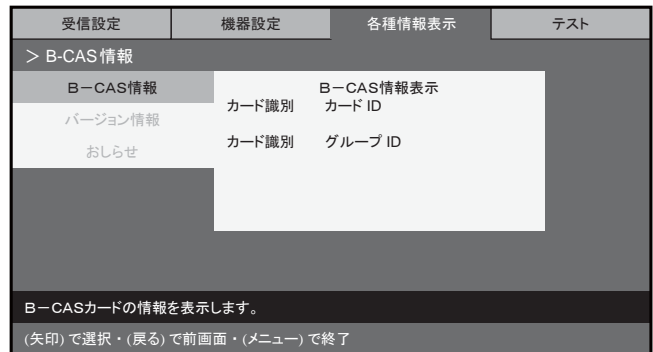 受信設定 機器設定 各種情報表示 テスト
＞B-CAS情報
B－CAS情報
バージョン情報
おしらせ
B－CAS情報表示
カード識別 カード ID
カード識別 グループ ID
B－CASカードの情報を表示します。
(矢印) で選択・(戻る) で前画面・(メニュー) で終了